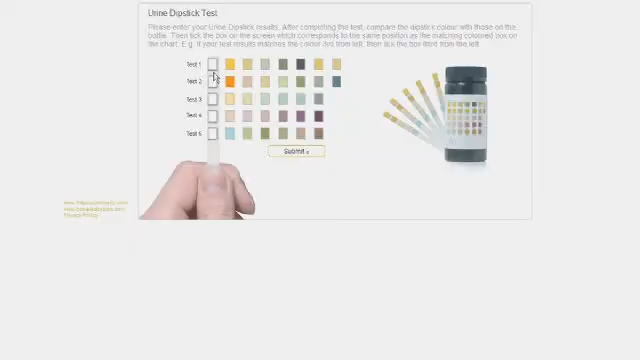 Urine Dipstick Test
Please enter your Urine Dipstick results. After completing the test, compare the dipstick colour with those on the
bottle. Then tick the box on the screen which corresponds to the same position as the matching colored box on
the chart. E.g. if your test results matches the colour 3rd from left, then tick the box third from the left
Test 1
Test 2
Test 3
Test 4
Test 5
Submit
Privacy Policy